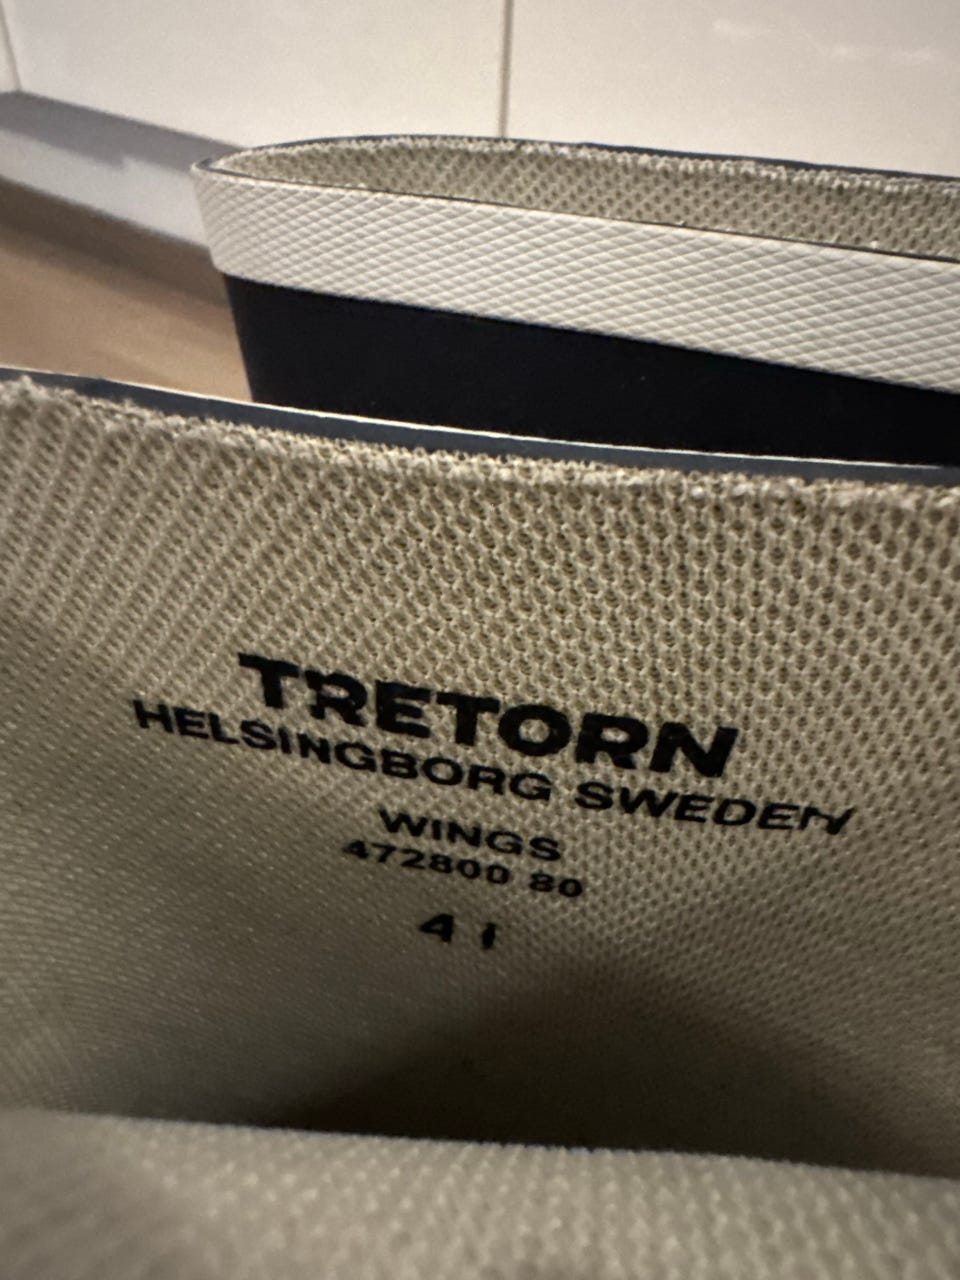 TRETORN
HELSINGBORG SWEDEN
WINGS
472800 80
41